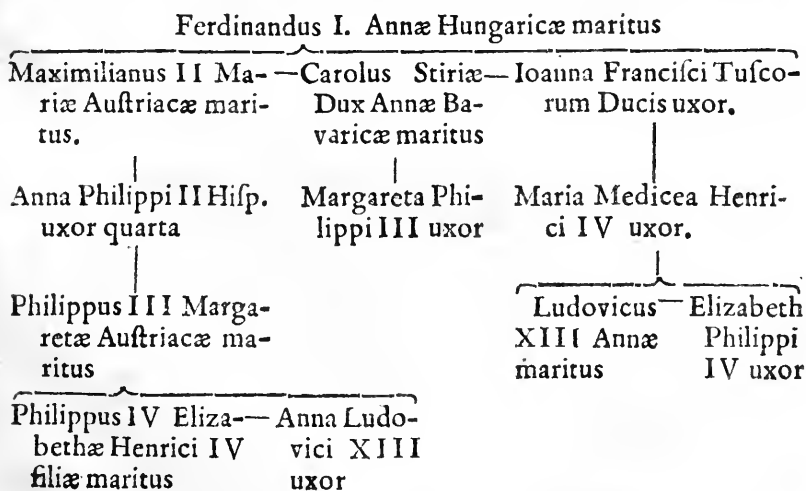 Ferdinandus I. Annæ Hungaricæ maritus
Maximilianus II Ma-
riæ Auſtriacæ mari-
tus.
Carolus Stiriæ
Dux Annæ Ba-
varicæ maritus
Ioanna Franciſci Tuſco-
rum Ducis uxor.
Anna Philippi II Hiſp.
uxor quarta
Margareta Phi-
lippi III uxor
Maria Medicea Henri-
ci IV uxor.
Philippus III Marga-
retæ Auſtriacæ ma-
ritus
Ludovicus
XIII Annæ
maritus
Elizabeth
Philippi
IV uxor
Philippus IV Eliza-
bethæ Henrici IV
filiæ maritus
Anna Ludo-
vici XIII
uxor